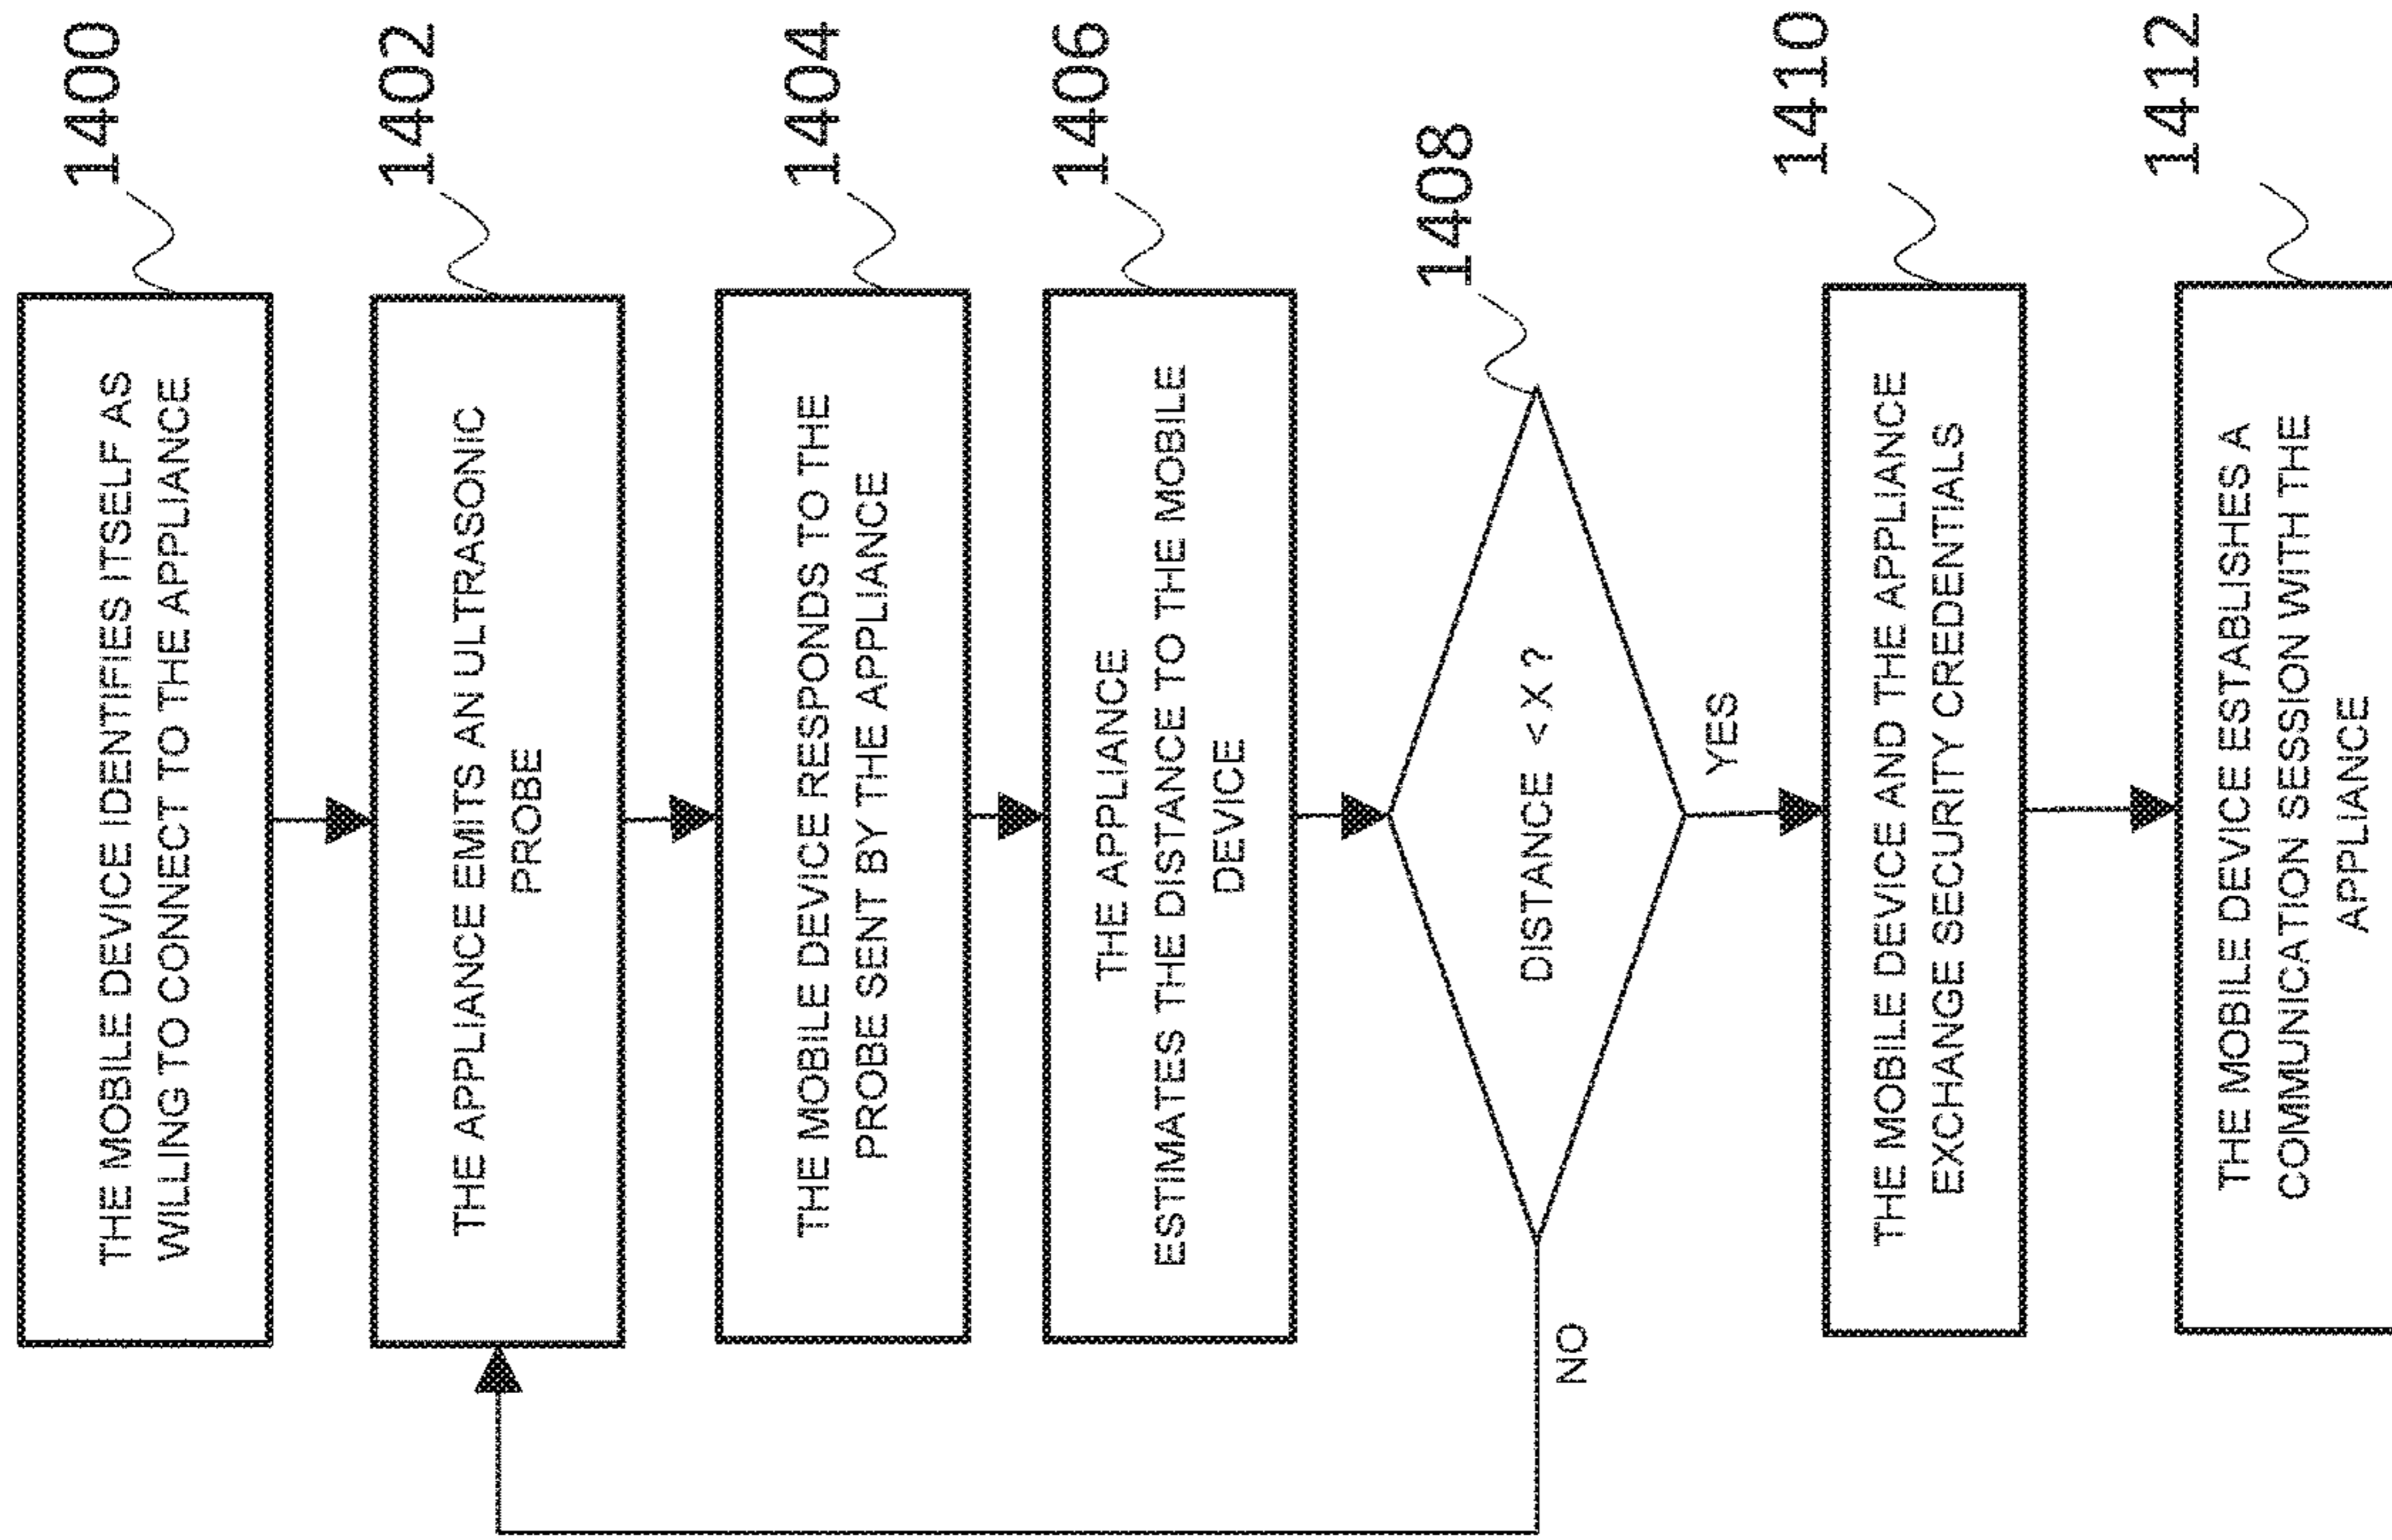 1400
THE MOBILE DEVICE IDENTIFIES ITSELF AS
WILLING TO CONNECT TO THE APPLIANCE
1402
THE APPLIANCE EMITS AN ULTRASONIC
PROBE
1404
THE MOBILE DEVICE RESPONDS TO THE
PROBE SENT BY THE APPLIANCE
1406
THE APPLIANCE
ESTIMATES THE DISTANCE TO THE MOBILE
DEVICE
1408
DISTANCE < X ?
NO
YES
1410
THE MOBILE DEVICE AND THE APPLIANCE
EXCHANGE SECURITY CREDENTIALS
1412
THE MOBILE DEVICE ESTABLISHES A
COMMUNICATION SESSION WITH THE
APPLIANCE